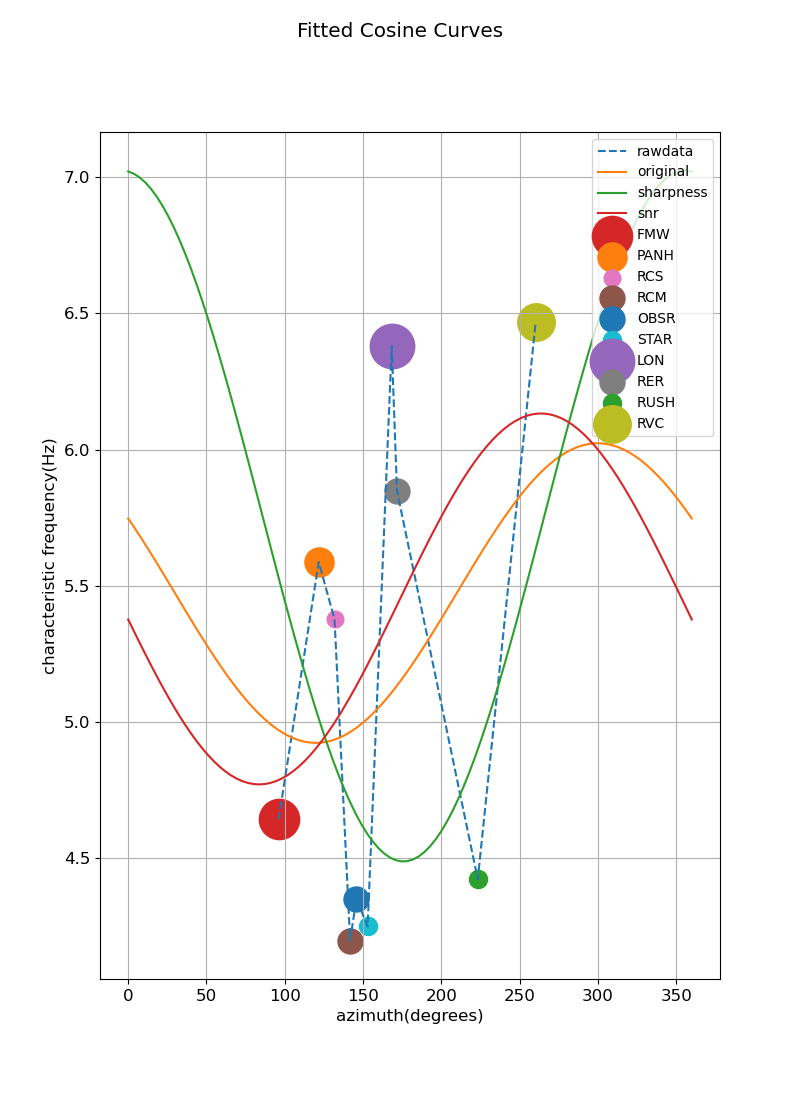 Fitted Cosine Curves
rawdata
original
sharpness
snr
FMW
PANH
RCS
RCM
OBSR
STAR
LON
RER
RUSH
RVC
characteristic frequency(Hz)
7.0
6.5
6.0
5.5
5.0
4.5
0 50 100 150 200 250 300 350
azimuth(degrees)